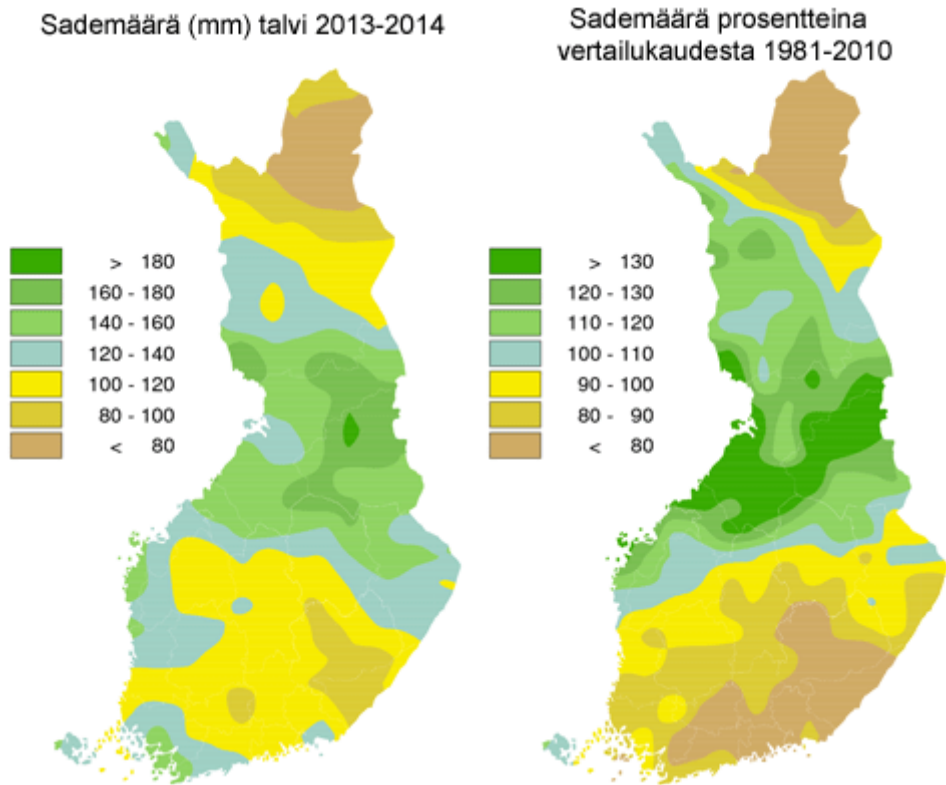 Sademäärä (mm) talvi 2013-2014
> 180
160 - 180
140 - 160
120 - 140
100 - 120
80 - 100
< 80
Sademäärä prosentteina
vertailukaudesta 1981-2010
> 130
120 - 130
110 - 120
100 - 110
90 - 100
80 - 90
< 80